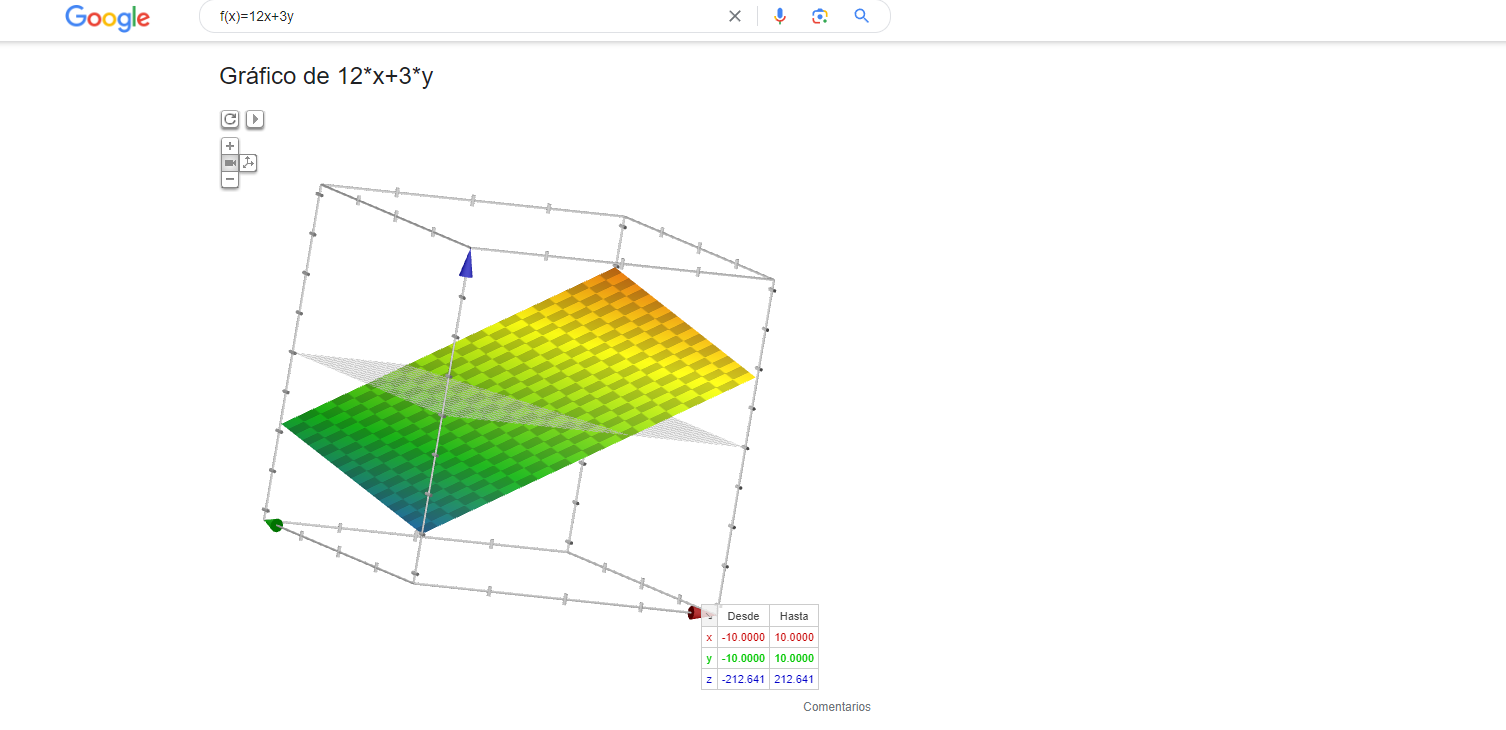 Google
f(x)=12x+3y
Gráfico de 12*x+3*y
- Desde Hasta
x -10.0000 10.0000
y -10.0000 10.0000
z -212.641 212.641
Comentarios